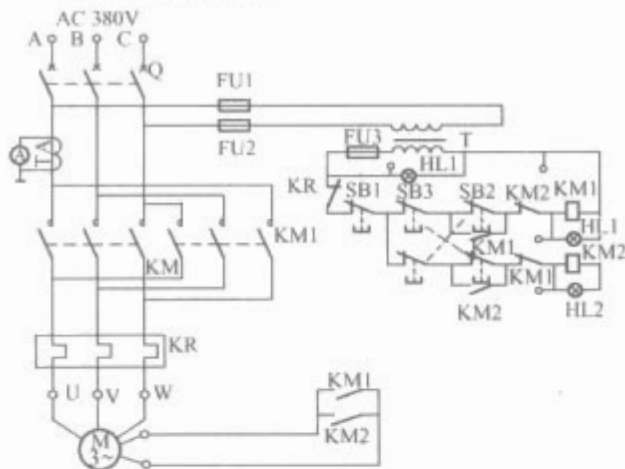 AC 380V
A B C
Q
FU1
FU2
A
TA
FU3
T
HL1
KR
SB1 SB3 SB2 KM2 KM1
HL1
KM1
KM KM1
KM1
KM2
KM2
HL2
KR
U V W
KM1
KM2
M
3~